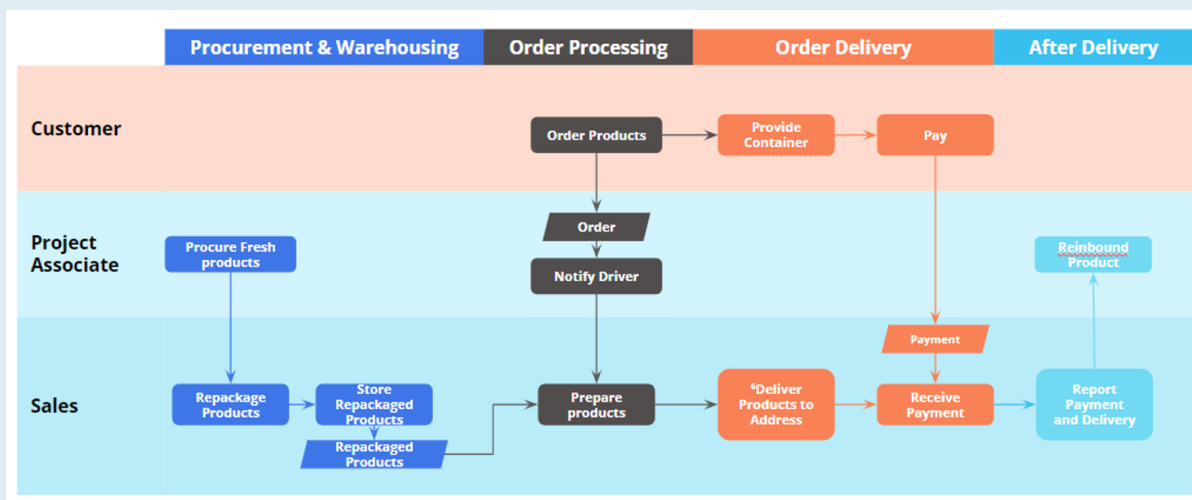 Procurement & Warehousing
Order Processing
Order Delivery
After Delivery
Customer
Order Products
Provide
Container
Pay
Project
Associate
Procure Fresh
products
Order
Notify Driver
Reinbound
Product
Sales
Payment
Repackage
Products
Store
Repackaged
Products
Repackaged
Products
Prepare
products
⁶Deliver
Products to
Address
Receive
Payment
Report
Payment
and Delivery